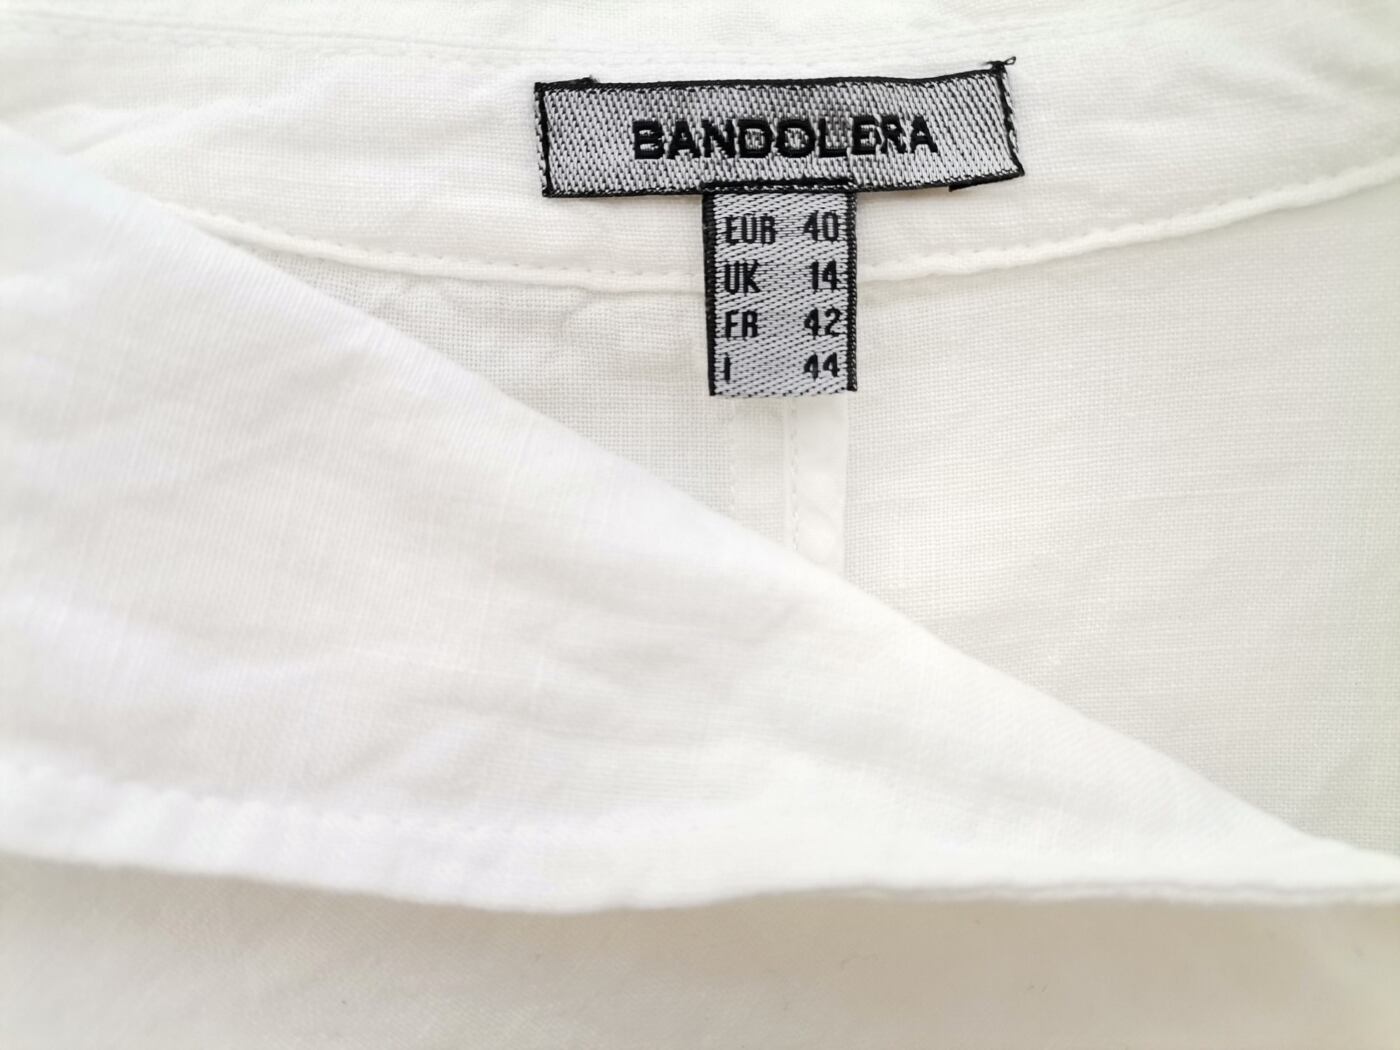 BANDOLERA
EUR 40
UK 14
FR 42
I 44